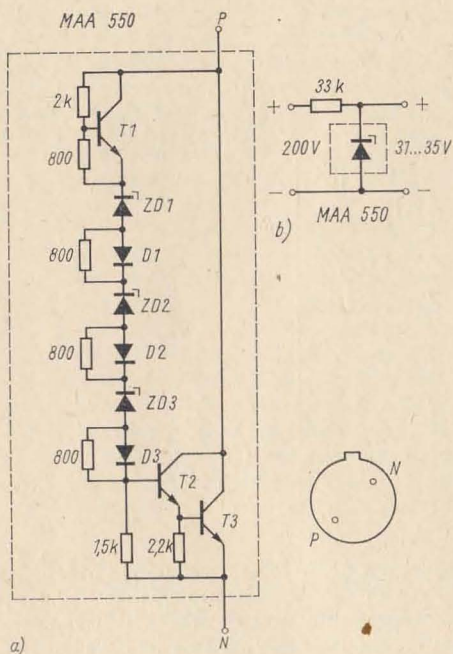 MAA 550
P
2k
T1
800
ZD1
800
D1
ZD2
800
D2
ZD3
800
D3
T2
T3
1,5k
2,2k
N
a)
33 k
+
+
200V
31...35V
−
−
b)
MAA 550
N
P